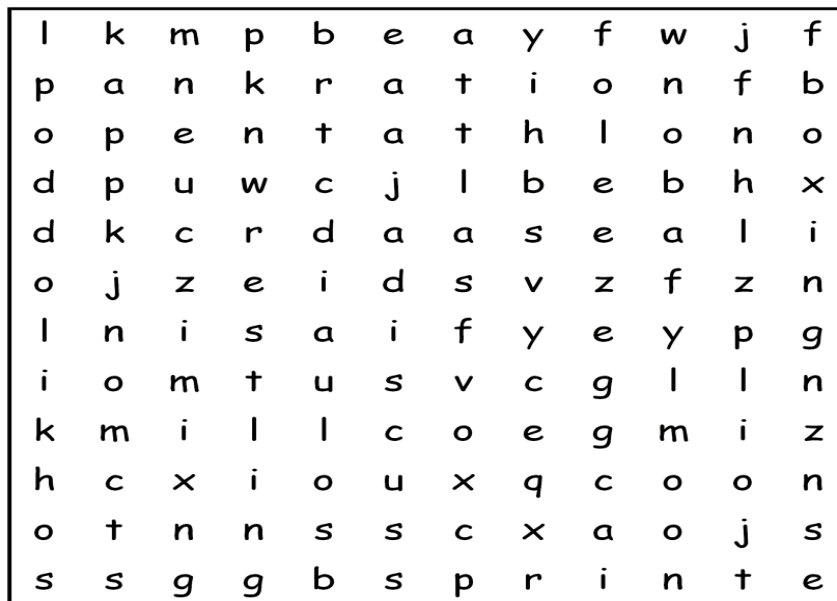 l k m p b e a y f w j f
p a n k r a t i o n f b
o p e n t a t h l o n o
d p u w c j l b e b h x
d k c r d a a s e a l i
o j z e i d s v z f z n
l n i s a i f y e y p g
i o m t u s v c g l l n
k m i l l c o e g m i z
h c x i o u x q c o o n
o t n n s s c x a o j s
s s g g b s p r i n t e